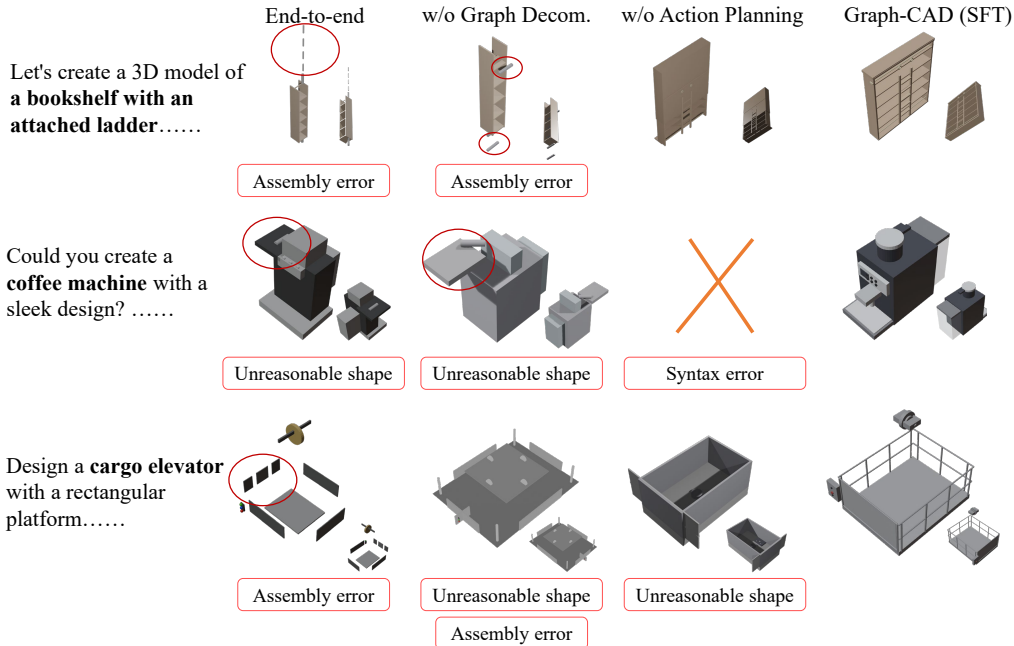 End-to-end w/o Graph Decom. w/o Action Planning Graph-CAD (SFT)
Let's create a 3D model of
a bookshelf with an
attached ladder……
Assembly error Assembly error
Could you create a
coffee machine with a
sleek design? ……
Unreasonable shape Unreasonable shape Syntax error
Design a cargo elevator
with a rectangular
platform……
Assembly error Unreasonable shape Unreasonable shape
Assembly error